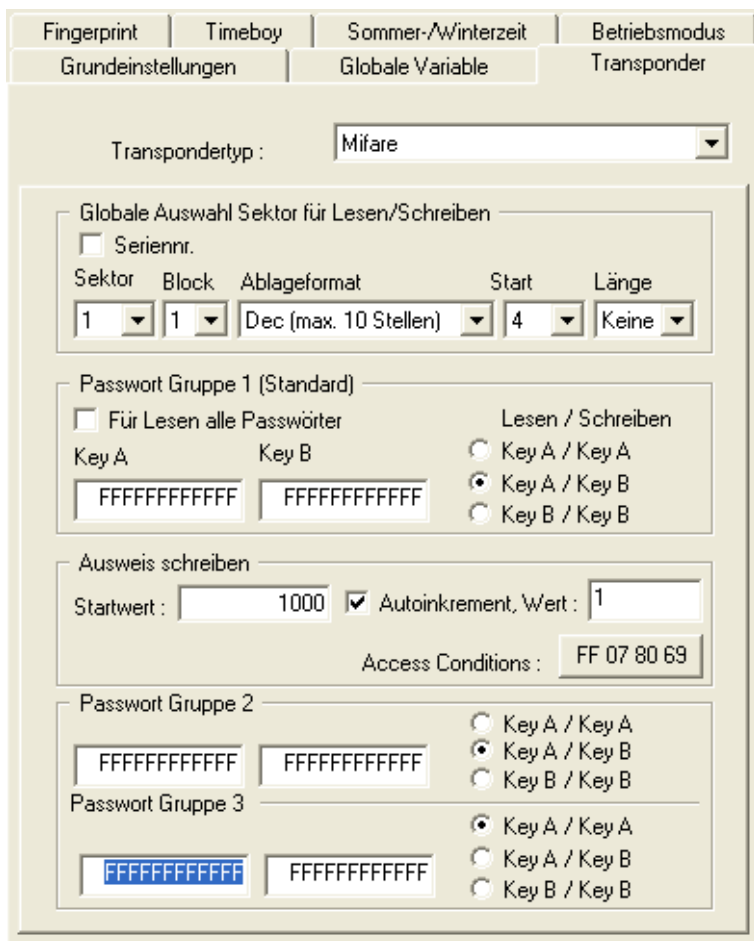 Fingerprint Timeboy Sommer-/Winterzeit Betriebsmodus
Grundeinstellungen Globale Variable Transponder
Transpondertyp : Mifare
Globale Auswahl Sektor für Lesen/Schreiben
Seriennr.
Sektor Block Ablageformat Start Länge
1 1 Dec (max. 10 Stellen) 4 Keine
Passwort Gruppe 1 (Standard)
Für Lesen alle Passwörter Lesen / Schreiben
Key A Key B Key A / Key A
FFFFFFFFFFFF FFFFFFFFFFFF Key A / Key B
Key B / Key B
Ausweis schreiben
Startwert : 1000 Autoinkrement, Wert : 1
Access Conditions : FF 07 80 69
Passwort Gruppe 2
Key A / Key A
FFFFFFFFFFFF FFFFFFFFFFFF Key A / Key B
Key B / Key B
Passwort Gruppe 3
Key A / Key A
FFFFFFFFFFFF FFFFFFFFFFFF Key A / Key B
Key B / Key B